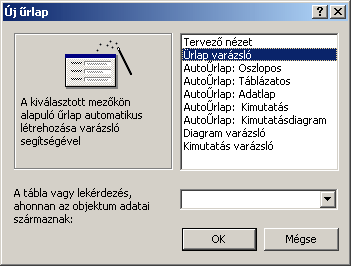 Új űrlap
Tervező nézet
Űrlap varázsló
AutoŰrlap: Oszlopos
AutoŰrlap: Táblázatos
AutoŰrlap: Adatlap
AutoŰrlap: Kimutatás
AutoŰrlap: Kimutatásdiagram
Diagram varázsló
Kimutatás varázsló
A kiválasztott mezőkön
alapuló űrlap automatikus
létrehozása varázsló
segítségével
A tábla vagy lekérdezés,
ahonnan az objektum adatai
származnak:
OK
Mégse